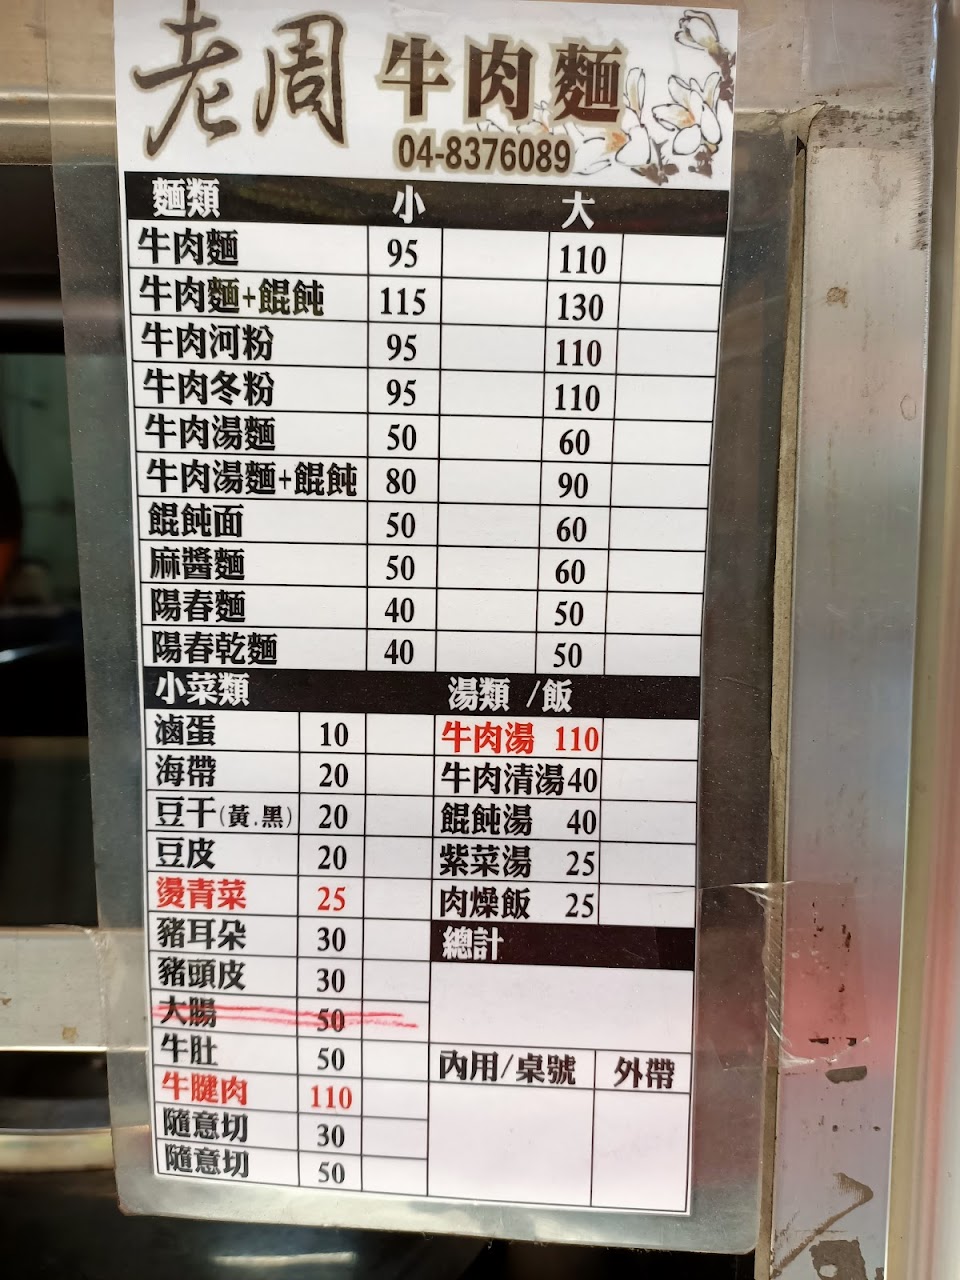 老周 牛肉麵
04-8376089
麵類 小 大
牛肉麵 95 110
牛肉麵+餛飩 115 130
牛肉河粉 95 110
牛肉冬粉 95 110
牛肉湯麵 50 60
牛肉湯麵+餛飩 80 90
餛飩面 50 60
麻醬麵 50 60
陽春麵 40 50
陽春乾麵 40 50
小菜類
滷蛋 10
海帶 20
豆干(黃.黑) 20
豆皮 20
燙青菜 25
豬耳朵 30
豬頭皮 30
大腸 50
牛肚 50
牛腱肉 110
隨意切 30
隨意切 50
湯類 /飯
牛肉湯 110
牛肉清湯40
餛飩湯 40
紫菜湯 25
肉燥飯 25
總計
內用/桌號 外帶